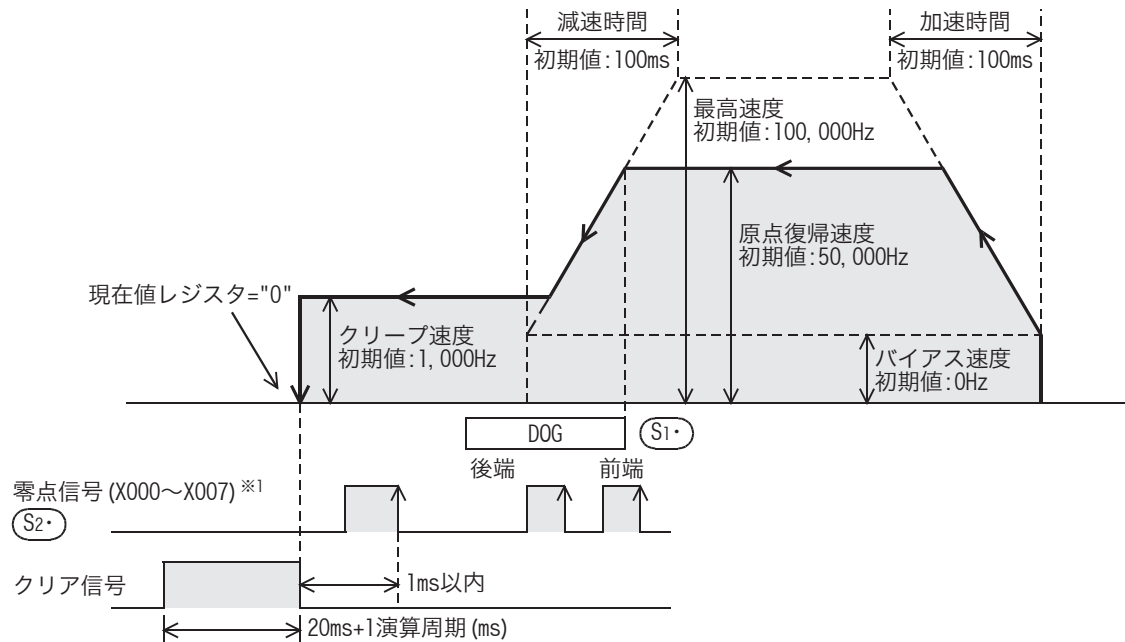 減速時間
初期値:100ms
加速時間
初期値:100ms
最高速度
初期値:100,000Hz
原点復帰速度
初期値:50,000Hz
現在値レジスタ="0"
クリープ速度
初期値:1,000Hz
バイアス速度
初期値:0Hz
DOG
S1・
後端
前端
零点信号(X000～X007)※1
S2・
クリア信号
1ms以内
20ms+1演算周期(ms)